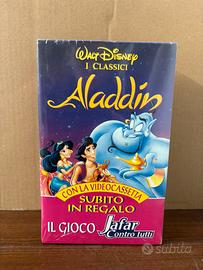 WALT DISNEY
I CLASSICI
Aladdin
CON LA VIDEOCASSETTA
SUBITO
IN REGALO
IL GIOCO Jafar
Contro tutti
subito